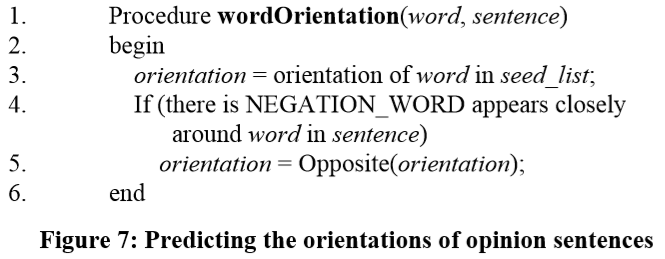 1. Procedure wordOrientation(word, sentence)
2. begin
3. orientation = orientation of word in seed_list;
4. If (there is NEGATION_WORD appears closely
around word in sentence)
5. orientation = Opposite(orientation);
6. end
Figure 7: Predicting the orientations of opinion sentences